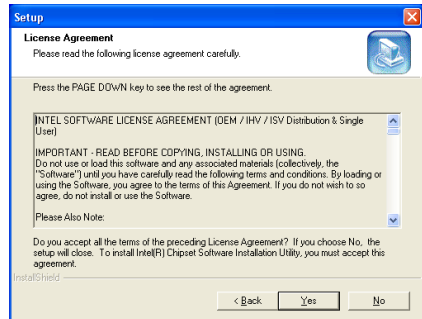 Setup
License Agreement
Please read the following license agreement carefully.
Press the PAGE DOWN key to see the rest of the agreement.
INTEL SOFTWARE LICENSE AGREEMENT (OEM / IHV / ISV Distribution & Single
User)
IMPORTANT - READ BEFORE COPYING, INSTALLING OR USING.
Do not use or load this software and any associated materials (collectively, the
"Software") until you have carefully read the following terms and conditions. By loading or
using the Software, you agree to the terms of this Agreement. If you do not wish to so
agree, do not install or use the Software.
Please Also Note:
Do you accept all the terms of the preceding License Agreement? If you choose No, the
setup will close. To install Intel(R) Chipset Software Installation Utility, you must accept this
agreement.
InstallShield
< Back
Yes
No